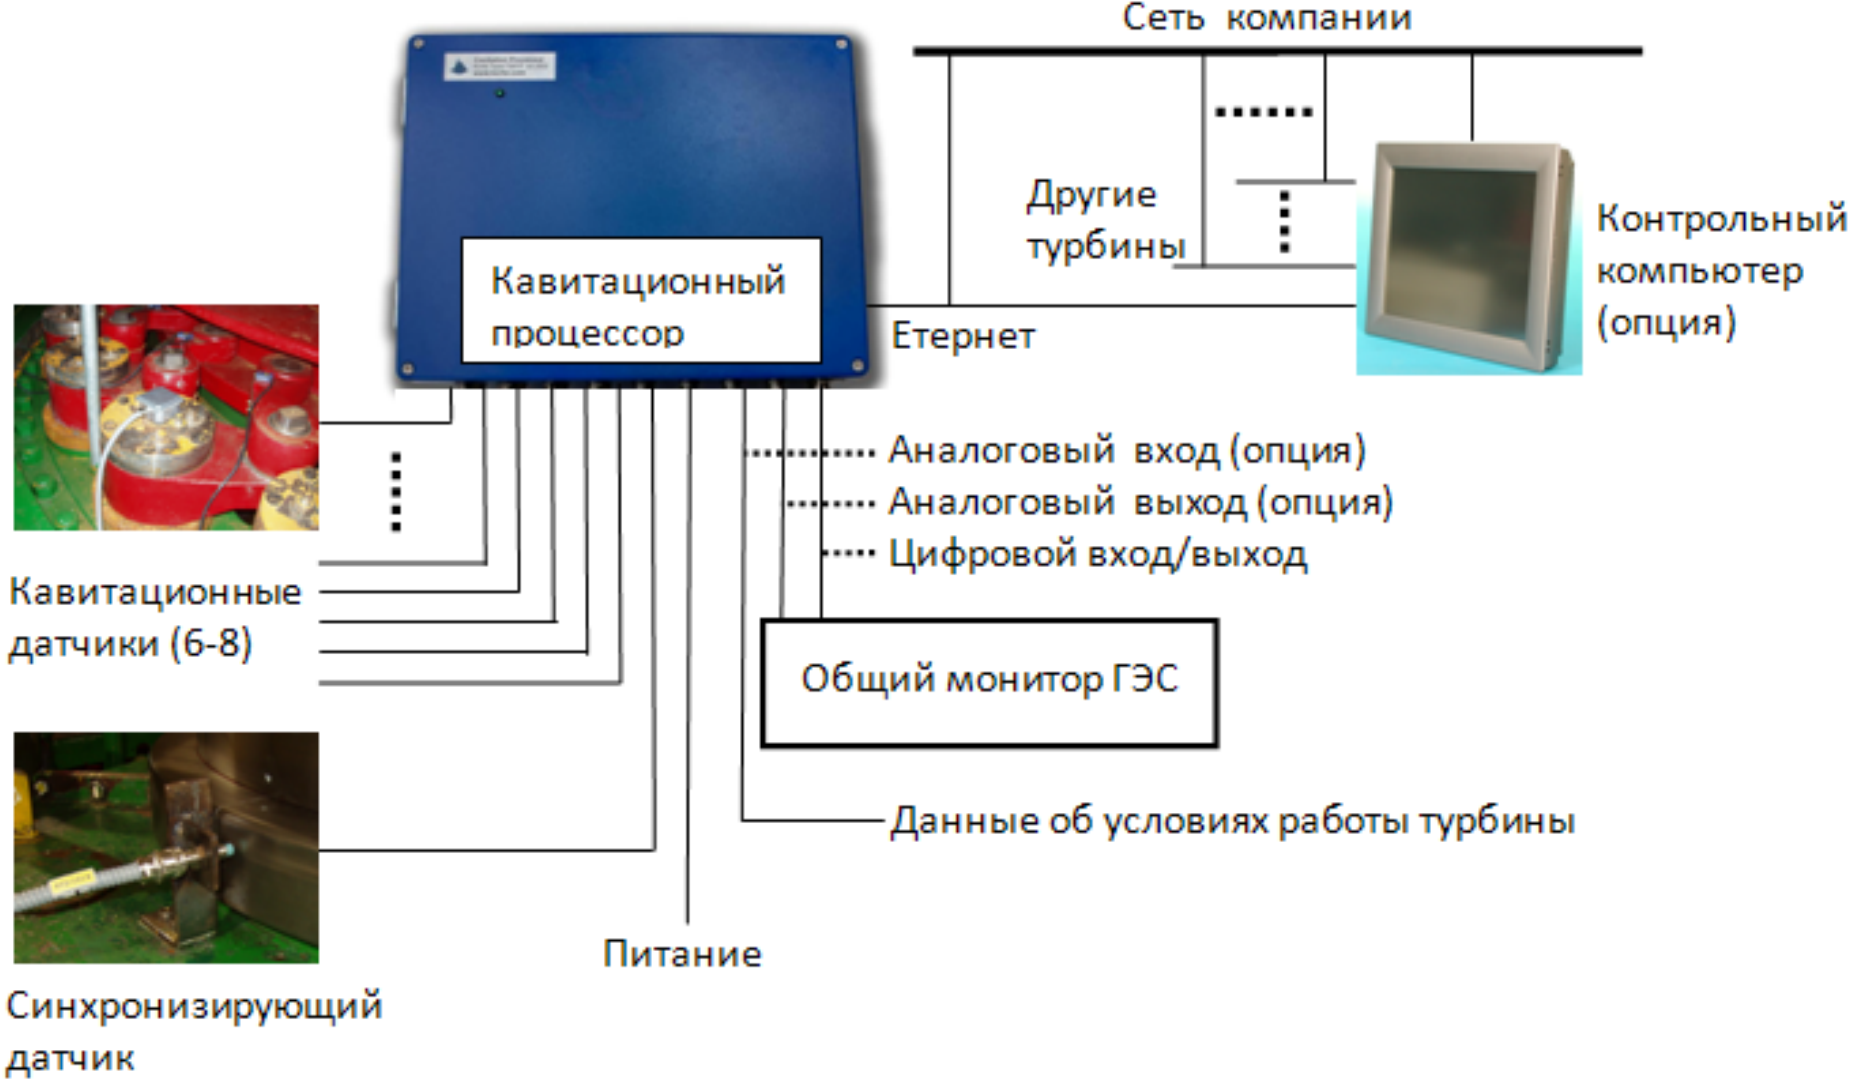 Сеть компании
Кавитационный
процессор
Другие
турбины
Контрольный
компьютер
(опция)
Етернет
Аналоговый вход (опция)
Аналоговый выход (опция)
Цифровой вход/выход
Кавитационные
датчики (6-8)
Общий монитор ГЭС
Данные об условиях работы турбины
Питание
Синхронизирующий
датчик